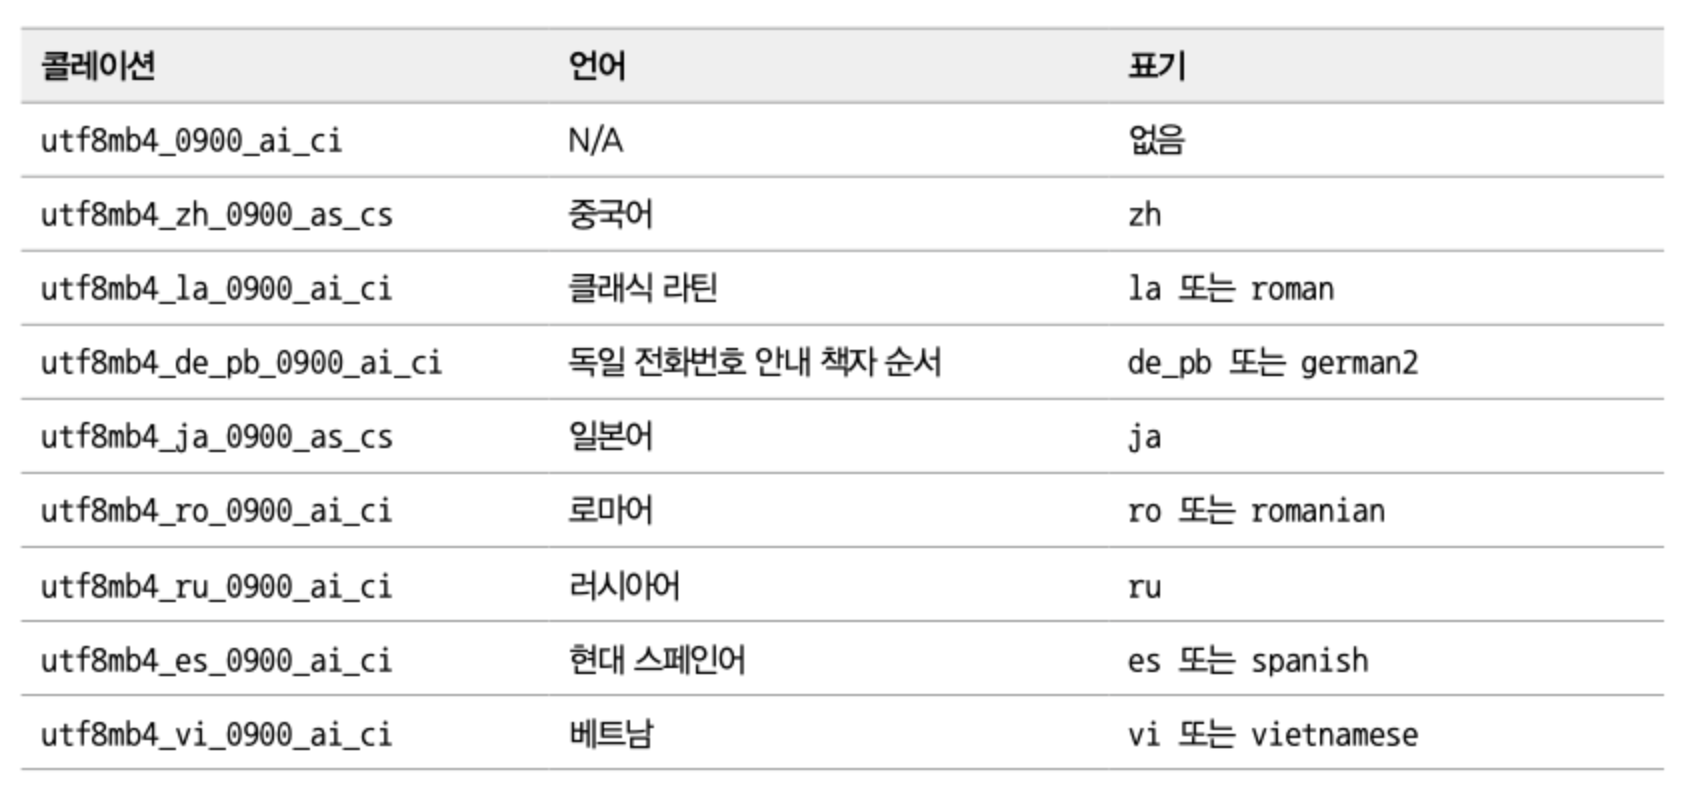 콜레이션 언어 표기
utf8mb4_0900_ai_ci N/A 없음
utf8mb4_zh_0900_as_cs 중국어 zh
utf8mb4_la_0900_ai_ci 클래식 라틴 la 또는 roman
utf8mb4_de_pb_0900_ai_ci 독일 전화번호 안내 책자 순서 de_pb 또는 german2
utf8mb4_ja_0900_as_cs 일본어 ja
utf8mb4_ro_0900_ai_ci 로마어 ro 또는 romanian
utf8mb4_ru_0900_ai_ci 러시아어 ru
utf8mb4_es_0900_ai_ci 현대 스페인어 es 또는 spanish
utf8mb4_vi_0900_ai_ci 베트남 vi 또는 vietnamese